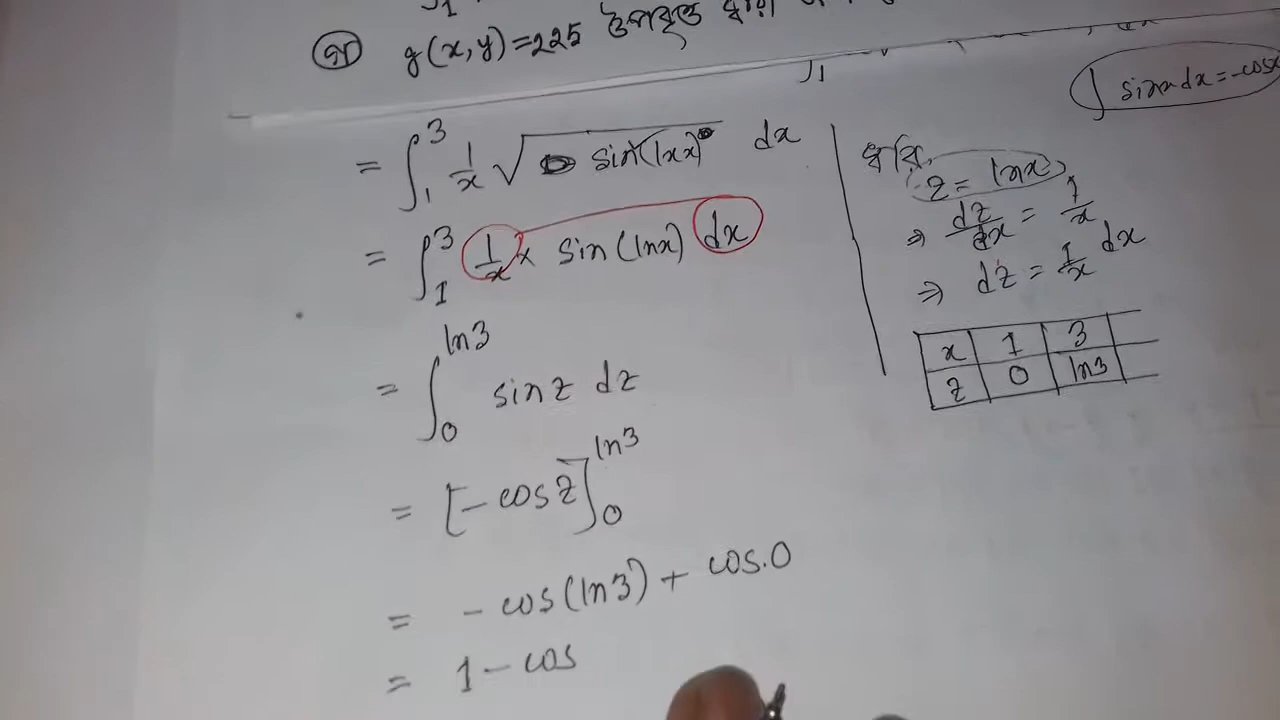 (গ) g(x,y)=225 উপবৃত্ত দ্বারা
∫ sinx dx = -cosx
= ∫₁³ 1/x √ sin(lnx) dx
= ∫₁³ 1/x × sin(lnx) dx
= ∫₀^ln3 sinz dz
= [-cosz]₀^ln3
= -cos(ln3) + cos.0
= 1 - cos
ধরি,
z = lnx
⇒ dz/dx = 1/x
⇒ dz = 1/x dx
x 1 3
z 0 ln3